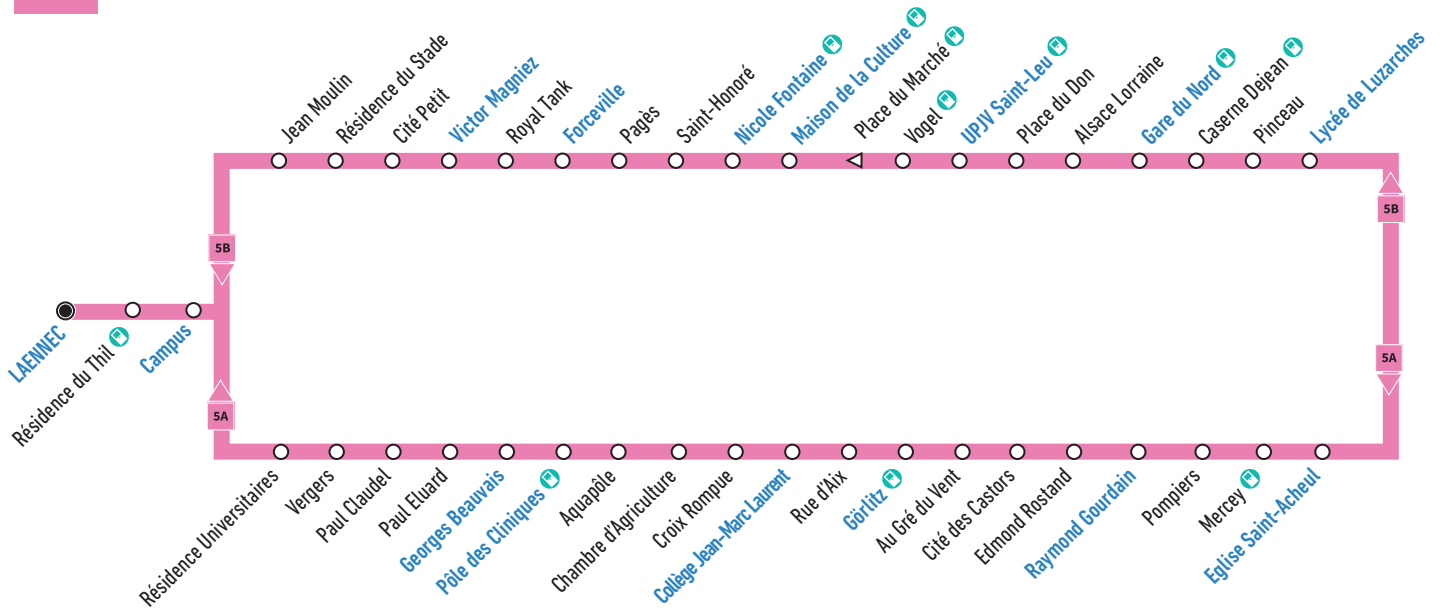 Jean Moulin
Résidence du Stade
Cité Petit
Victor Magniez
Royal Tank
Forceville
Pagès
Saint-Honoré
Nicole Fontaine
Maison de la Culture
Place du Marché
Vogel
UPJV Saint-Leu
Place du Don
Alsace Lorraine
Gare du Nord
Caserne Dejean
Pinceau
Lycée de Luzarches
5B
5B
LAENNEC
Résidence du Thil
Campus
5A
5A
Résidence Universitaires
Vergers
Paul Claudel
Paul Eluard
Georges Beauvais
Pôle des Cliniques
Aquapôle
Chambre d'Agriculture
Croix Rompue
Collège Jean-Marc Laurent
Rue d'Aix
Görlitz
Au Gré du Vent
Cité des Castors
Edmond Rostand
Raymond Gourdain
Pompiers
Mercey
Eglise Saint-Acheul